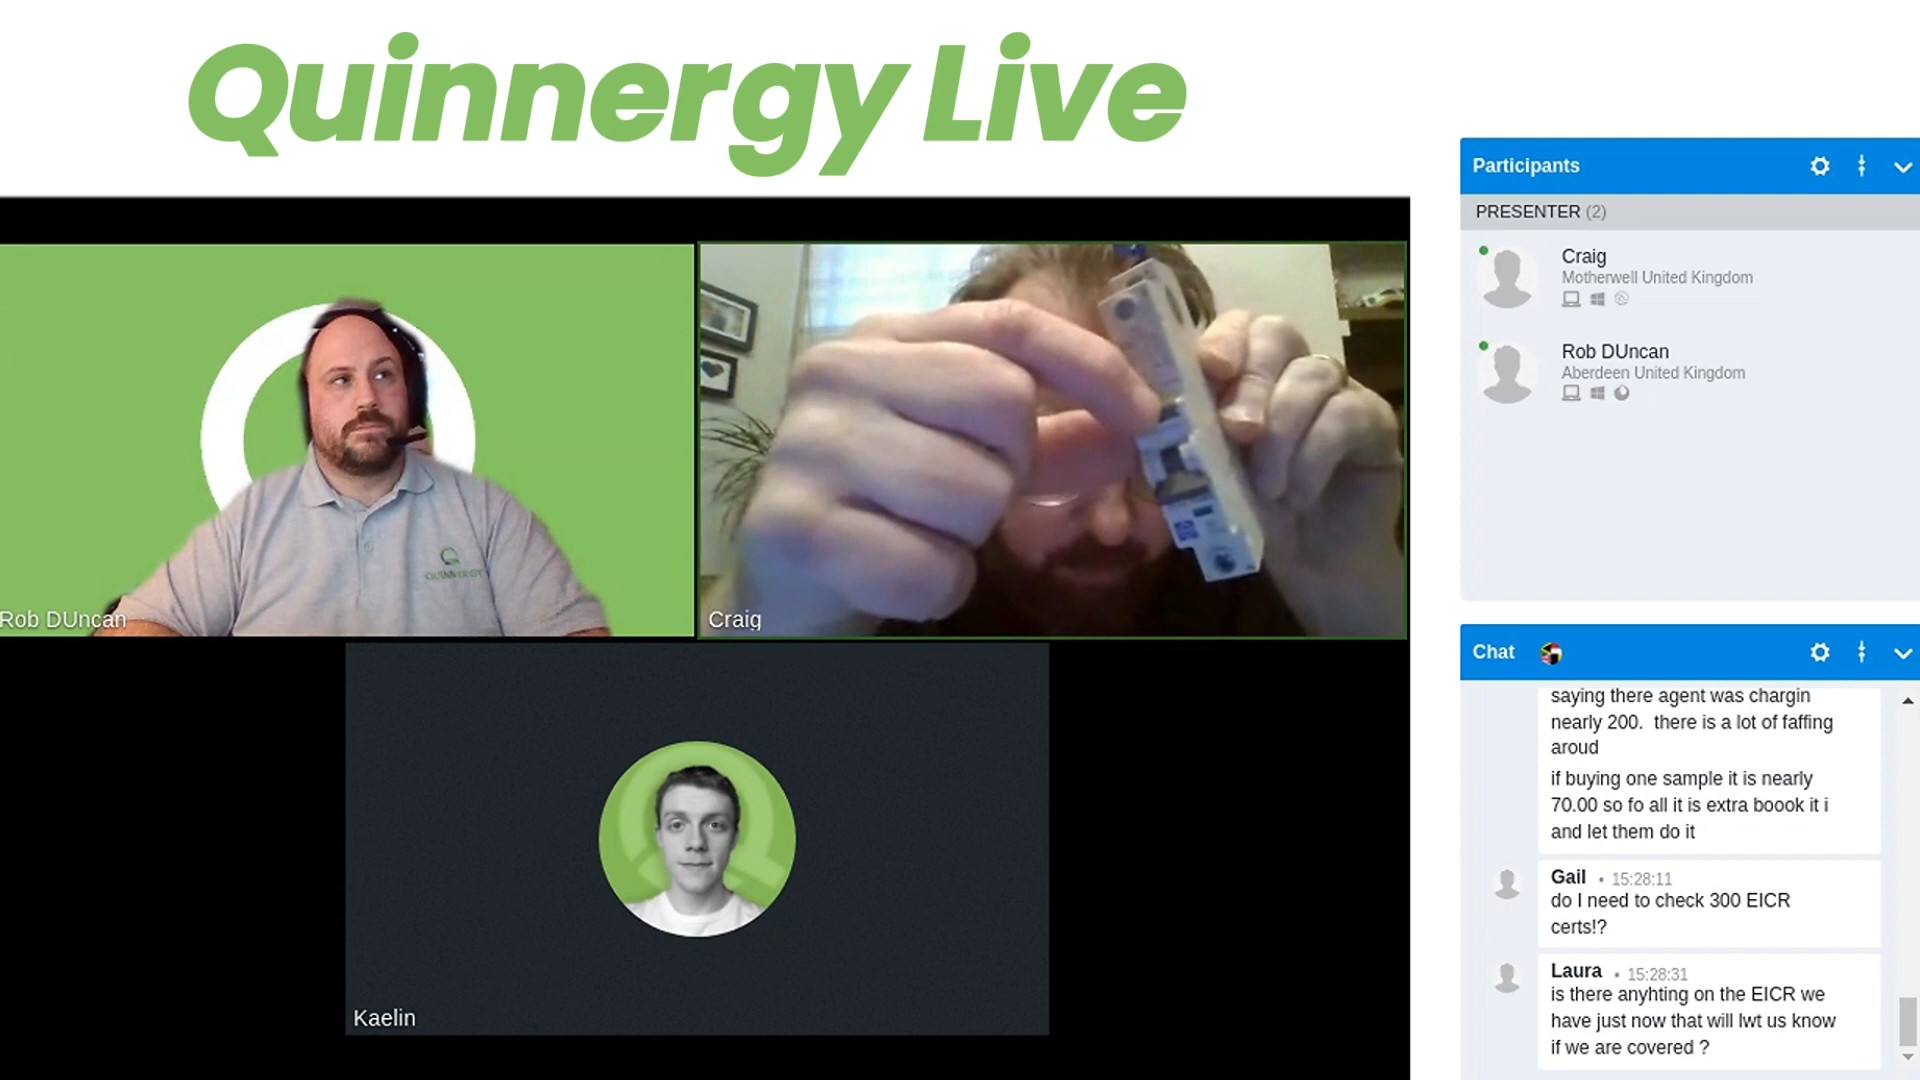 Quinnergy Live
Participants
PRESENTER (2)
Craig
Motherwell United Kingdom
Rob DUncan
Aberdeen United Kingdom
QUINNERGY
Rob DUncan
Craig
Kaelin
Chat
saying there agent was chargin
nearly 200.  there is a lot of faffing
aroud
if buying one sample it is nearly
70.00 so fo all it is extra boook it i
and let them do it
Gail • 15:28:11
do I need to check 300 EICR
certs!?
Laura • 15:28:31
is there anyhting on the EICR we
have just now that will lwt us know
if we are covered ?